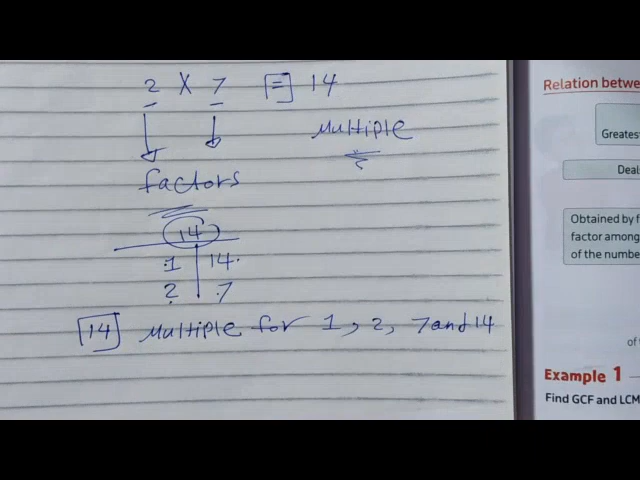 2 X 7 = 14
Multiple
factors
14
1 14
2 7
14 Multiple for 1, 2, 7 and 14
Relation betwe
Greates
Deal
Obtained by f
factor among
of the numbe
of
Example 1
Find GCF and LCM